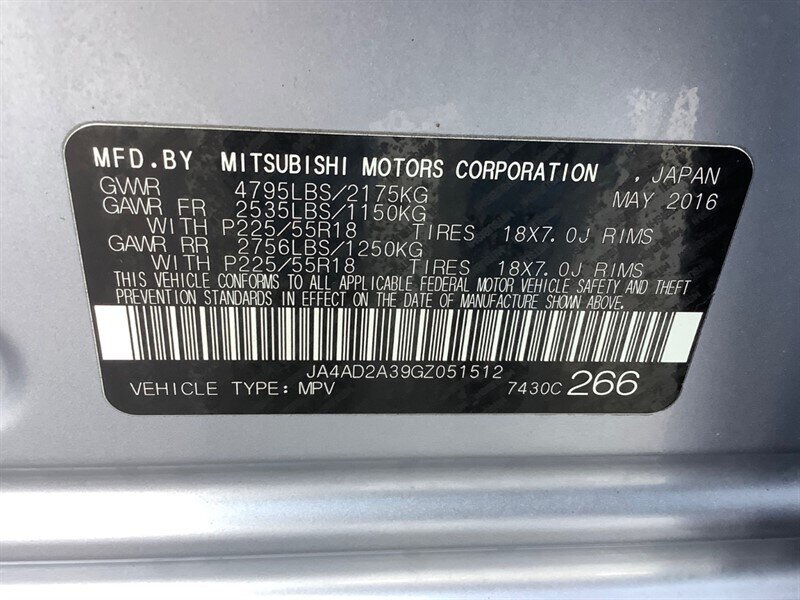 MFD.BY MITSUBISHI MOTORS CORPORATION , JAPAN
GVWR 4795LBS/2175KG MAY 2016
GAWR FR 2535LBS/1150KG
WITH P225/55R18 TIRES 18X7.0J RIMS
GAWR RR 2756LBS/1250KG
WITH P225/55R18 TIRES 18X7.0J RIMS
THIS VEHICLE CONFORMS TO ALL APPLICABLE FEDERAL MOTOR VEHICLE SAFETY AND THEFT
PREVENTION STANDARDS IN EFFECT ON THE DATE OF MANUFACTURE SHOWN ABOVE.
JA4AD2A39GZ051512
VEHICLE TYPE: MPV 7430C 266